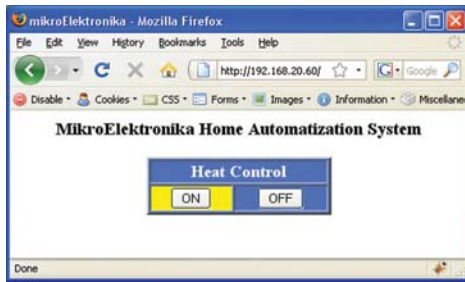 mikroElektronika - Mozilla Firefox
File Edit View History Bookmarks Tools Help
http://192.168.20.60/ G Google
Disable Cookies CSS Forms Images Information Miscellane
MikroElektronika Home Automatization System
Heat Control
ON OFF
Done